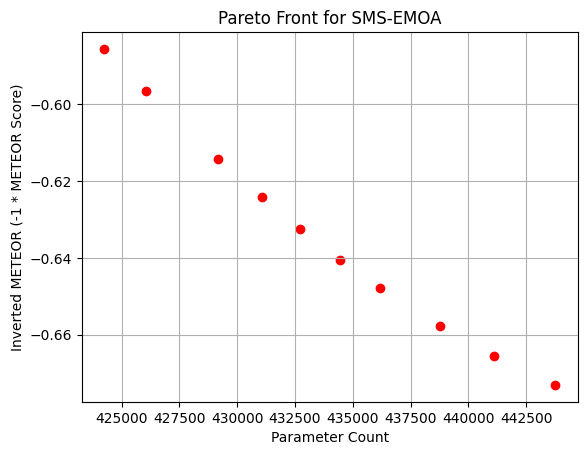 Pareto Front for SMS-EMOA
Inverted METEOR (-1 * METEOR Score)
−0.60
−0.62
−0.64
−0.66
425000 427500 430000 432500 435000 437500 440000 442500
Parameter Count